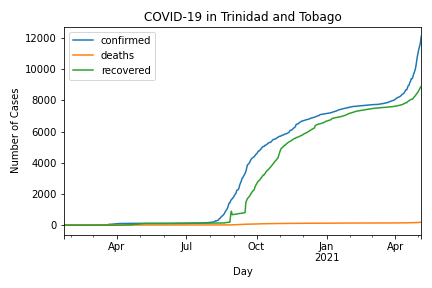 COVID-19 in Trinidad and Tobago
confirmed
deaths
recovered
Number of Cases
12000
10000
8000
6000
4000
2000
0
Apr
Jul
Oct
Jan
2021
Apr
Day